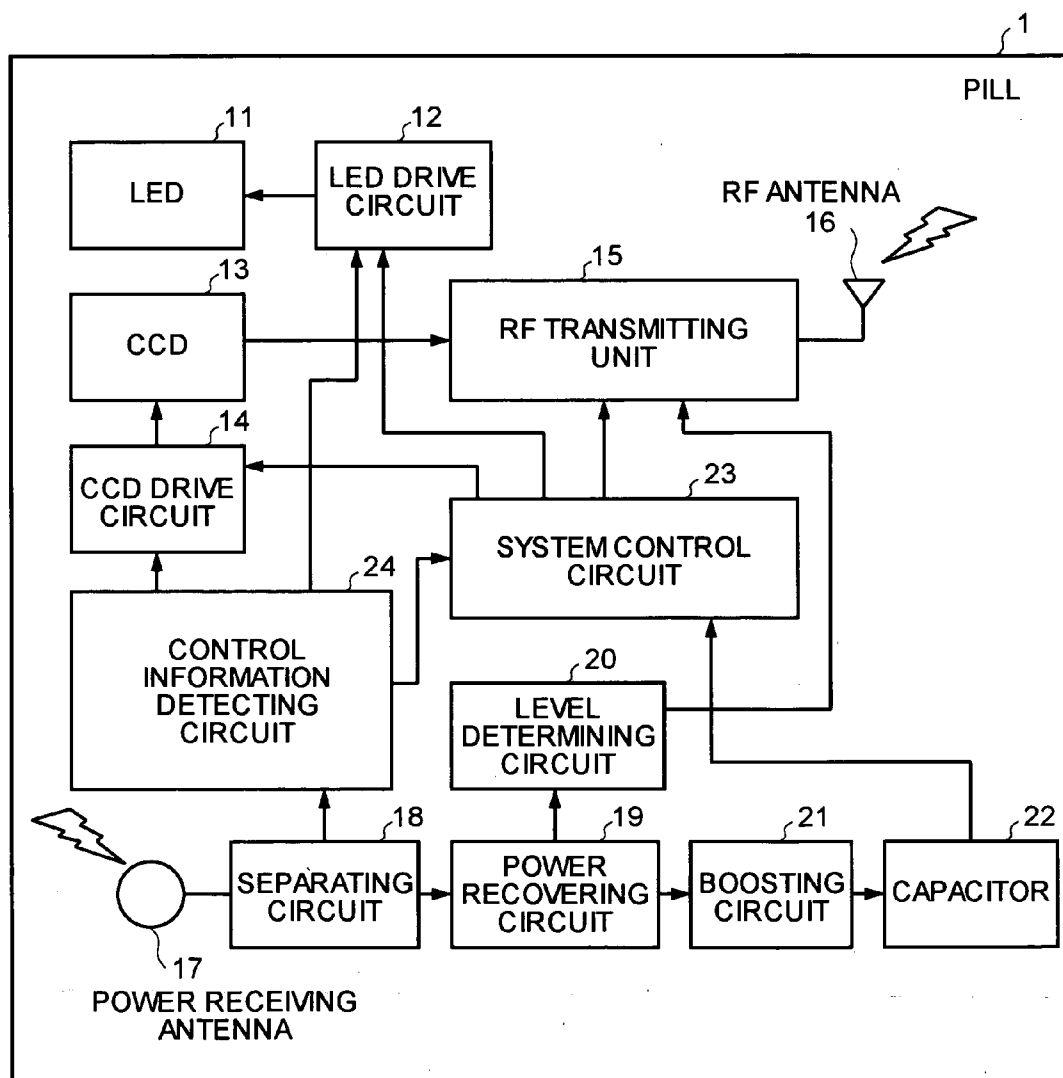 1
PILL
11
LED
12
LED DRIVE
CIRCUIT
RF ANTENNA
16
13
CCD
15
RF TRANSMITTING
UNIT
14
CCD DRIVE
CIRCUIT
23
SYSTEM CONTROL
CIRCUIT
24
CONTROL
INFORMATION
DETECTING
CIRCUIT
20
LEVEL
DETERMINING
CIRCUIT
18
SEPARATING
CIRCUIT
19
POWER
RECOVERING
CIRCUIT
21
BOOSTING
CIRCUIT
22
CAPACITOR
17
POWER RECEIVING
ANTENNA